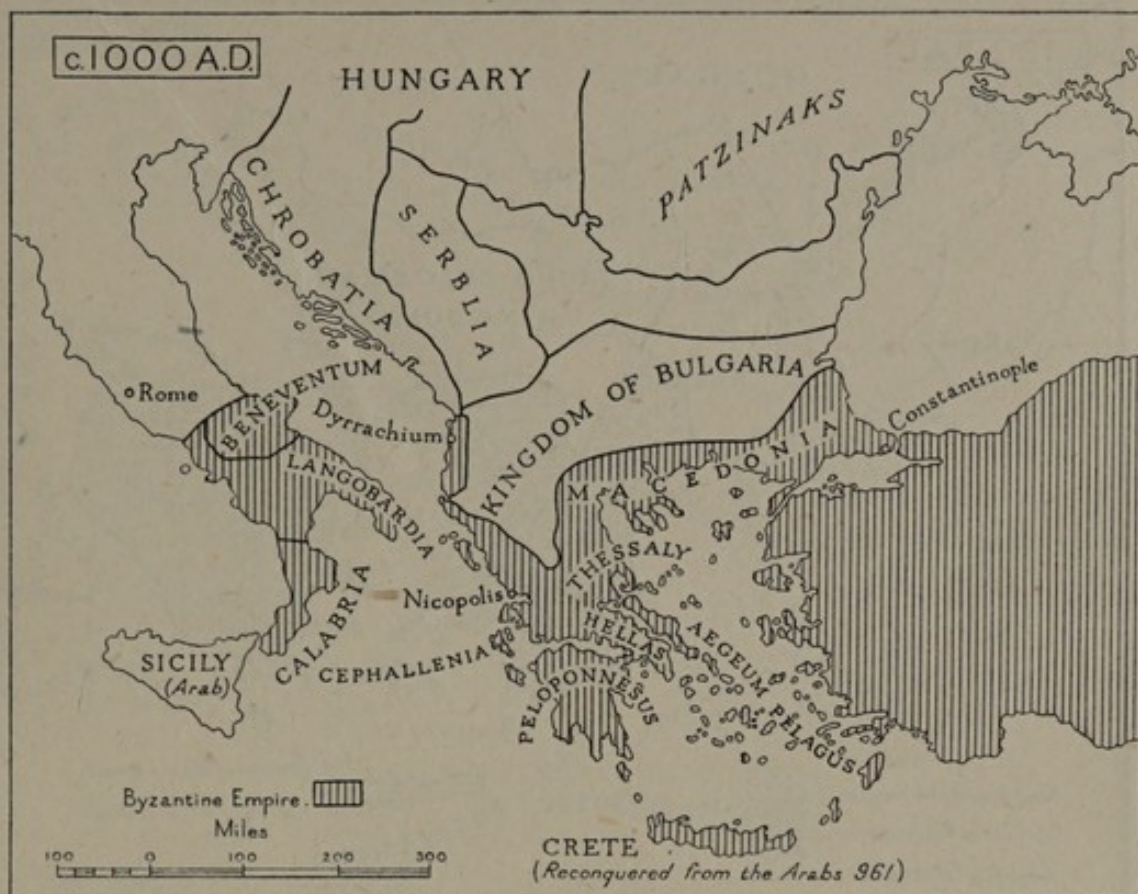 c.1000 A.D.
HUNGARY
PATZINAKS
CHROBATIA
SERBLIA
KINGDOM OF BULGARIA
Rome
BENEVENTUM
Dyrrachium
Constantinople
LANGOBARDIA
MACEDONIA
THESSALY
Nicopolis
HELLAS
AEGEUM PELAGUS
CALABRIA
CEPHALLENIA
PELOPONNESUS
SICILY
(Arab)
Byzantine Empire.
Miles
100 0 100 200 300
CRETE
(Reconquered from the Arabs 961)